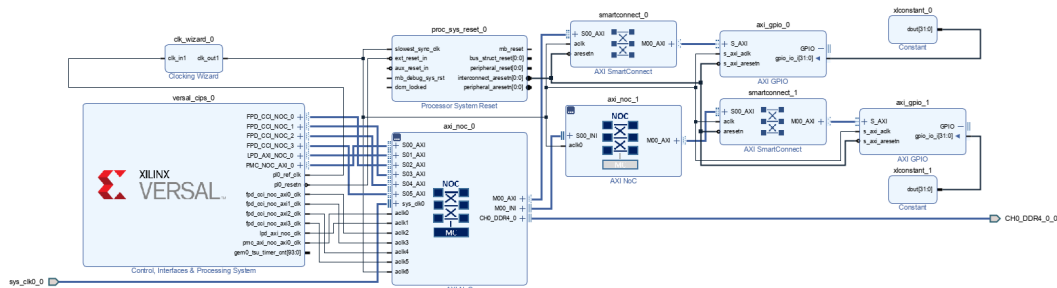 smartconnect_0
S00_AXI
aclk
aresetn
M00_AXI
AXI SmartConnect
axi_gpio_0
S_AXI
s_axi_aclk
s_axi_aresetn
GPIO
gpio_io_i[31:0]
AXI GPIO
xlconstant_0
dout[31:0]
Constant
clk_wizard_0
clk_in1 clk_out1
Clocking Wizard
proc_sys_reset_0
slowest_sync_clk
ext_reset_in
aux_reset_in
mb_debug_sys_rst
dcm_locked
mb_reset
bus_struct_reset[0:0]
peripheral_reset[0:0]
interconnect_aresetn[0:0]
peripheral_aresetn[0:0]
Processor System Reset
versal_cips_0
XILINX
VERSAL
FPD_CCI_NOC_0
FPD_CCI_NOC_1
FPD_CCI_NOC_2
FPD_CCI_NOC_3
LPD_AXI_NOC_0
PMC_NOC_AXI_0
pl0_ref_clk
pl0_resetn
fpd_cci_noc_axi0_clk
fpd_cci_noc_axi1_clk
fpd_cci_noc_axi2_clk
fpd_cci_noc_axi3_clk
lpd_axi_noc_clk
pmc_axi_noc_axi0_clk
gem0_tsu_timer_cnt[93:0]
Control, Interfaces & Processing System
axi_noc_0
S00_AXI
S01_AXI
S02_AXI
S03_AXI
S04_AXI
S05_AXI
sys_clk0
aclk0
aclk1
aclk2
aclk3
aclk4
aclk5
aclk6
NOC
MC
M00_AXI
M00_INI
CH0_DDR4_0
axi_noc_1
S00_INI
aclk0
NOC
MC
M00_AXI
AXI NoC
smartconnect_1
S00_AXI
aclk
aresetn
M00_AXI
AXI SmartConnect
axi_gpio_1
S_AXI
s_axi_aclk
s_axi_aresetn
GPIO
gpio_io_i[31:0]
AXI GPIO
xlconstant_1
dout[31:0]
Constant
CH0_DDR4_0_0
sys_clk0_0